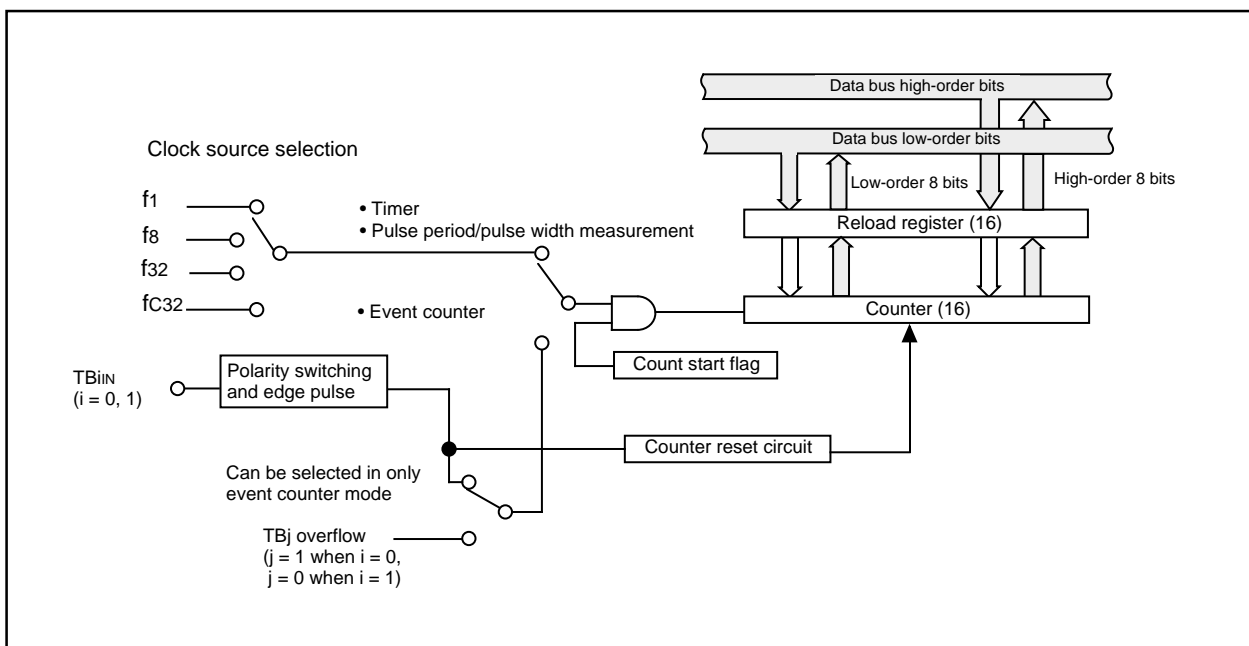 Data bus high-order bits
Data bus low-order bits
Clock source selection
Low-order 8 bits
High-order 8 bits
f1
• Timer
Reload register (16)
• Pulse period/pulse width measurement
f8
f32
fC32
• Event counter
Counter (16)
Count start flag
TBiIN
(i = 0, 1)
Polarity switching
and edge pulse
Counter reset circuit
Can be selected in only
event counter mode
TBj overflow
(j = 1 when i = 0,
j = 0 when i = 1)